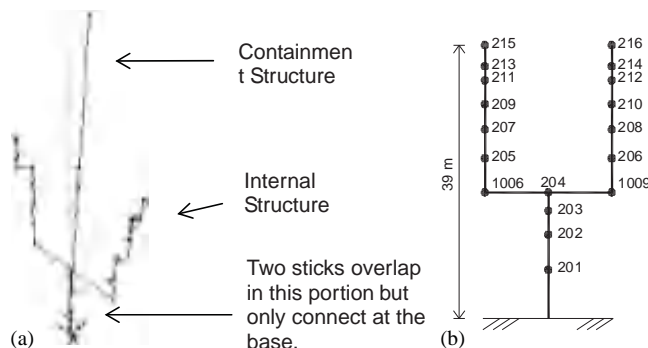 Containmen
t Structure
Internal
Structure
Two sticks overlap
in this portion but
only connect at the
base.
(a)
215
216
213
214
211
212
209
210
207
208
205
206
1006
204
1009
203
202
201
39 m
(b)